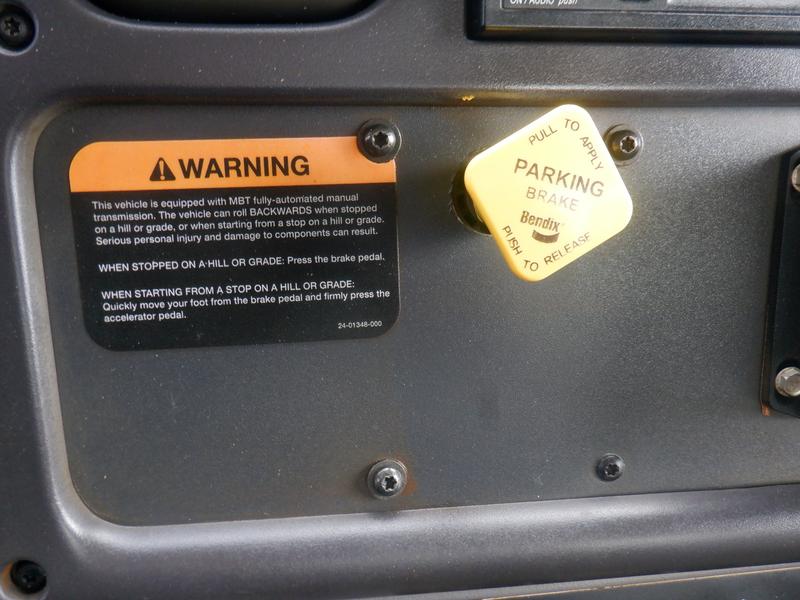 ON / AUDIO push
WARNING
This vehicle is equipped with MBT fully-automated manual
transmission. The vehicle can roll BACKWARDS when stopped
on a hill or grade, or when starting from a stop on a hill or grade.
Serious personal injury and damage to components can result.
WHEN STOPPED ON A HILL OR GRADE: Press the brake pedal.
WHEN STARTING FROM A STOP ON A HILL OR GRADE:
Quickly move your foot from the brake pedal and firmly press the
accelerator pedal.
24-01348-000
PULL TO APPLY
PARKING
BRAKE
Bendix
PUSH TO RELEASE